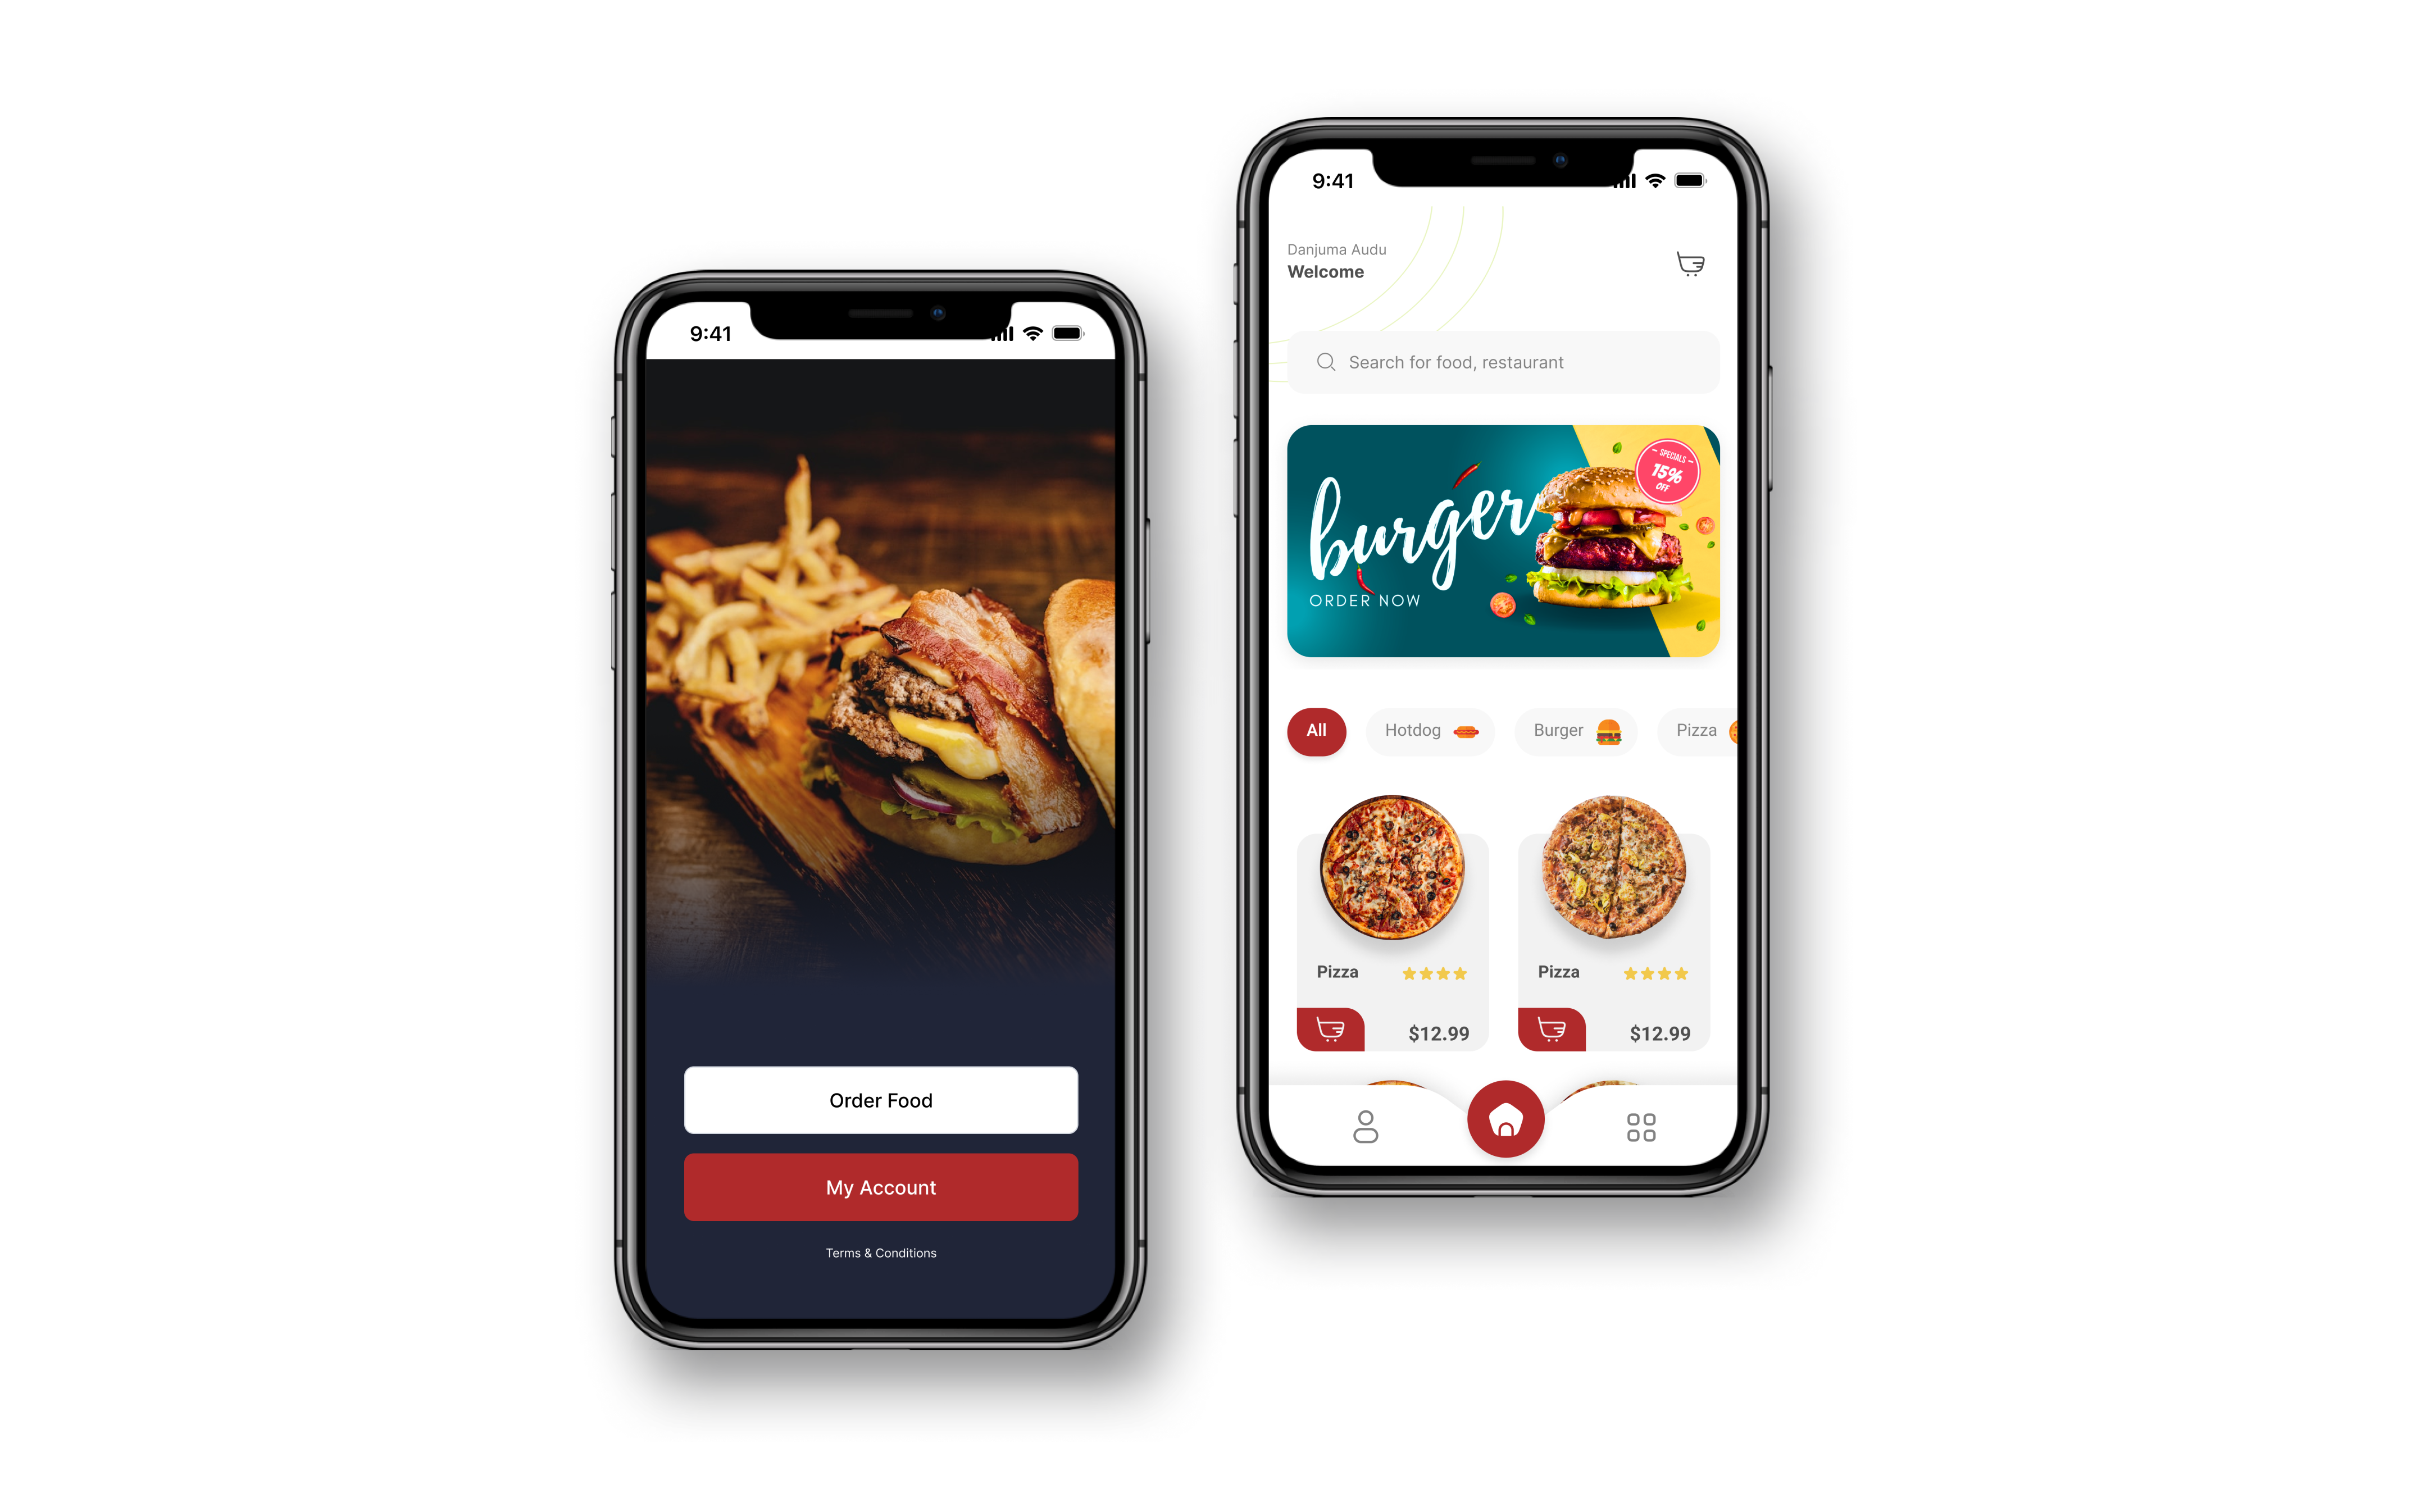 9:41
Order Food
My Account
Terms & Conditions
9:41
Danjuma Audu
Welcome
Search for food, restaurant
SPECIALS
15%
OFF
burger
ORDER NOW
All
Hotdog
Burger
Pizza
Pizza
Pizza
$12.99
$12.99